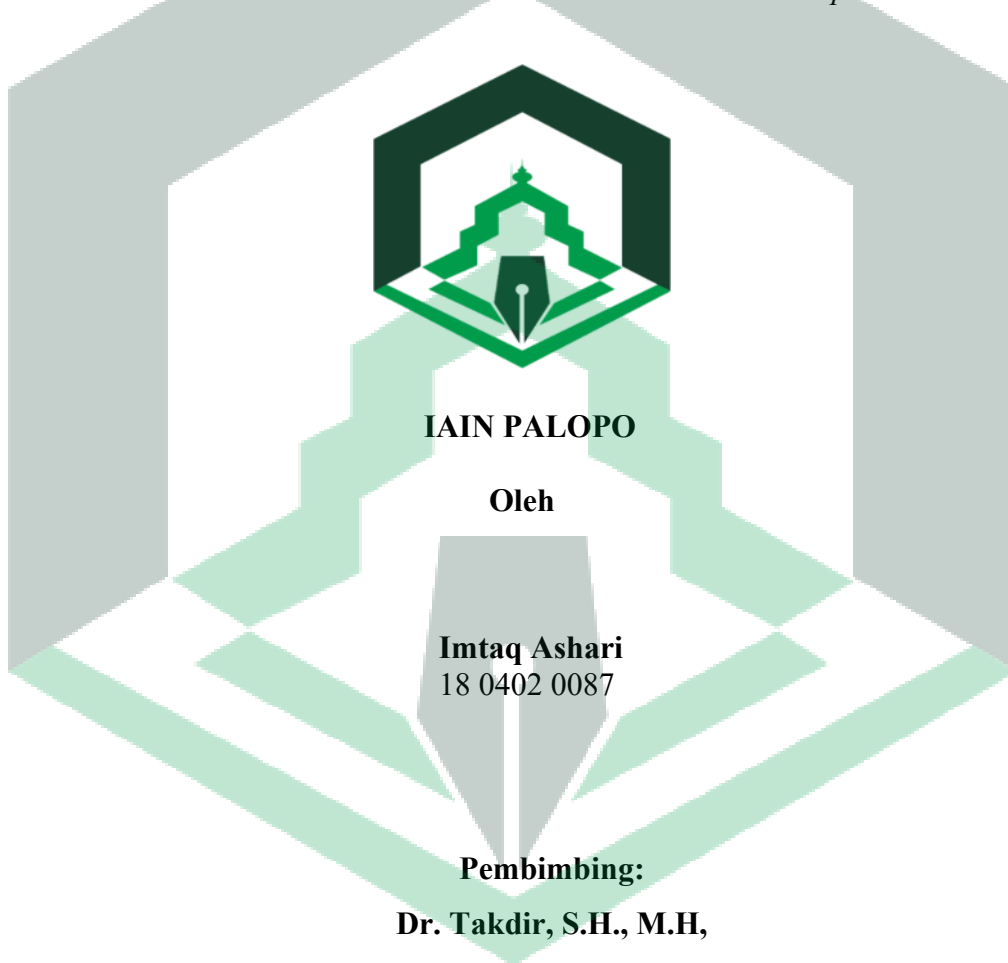 IAIN PALOPO
Oleh
Imtaq Ashari
18 0402 0087
Pembimbing:
Dr. Takdir, S.H., M.H,